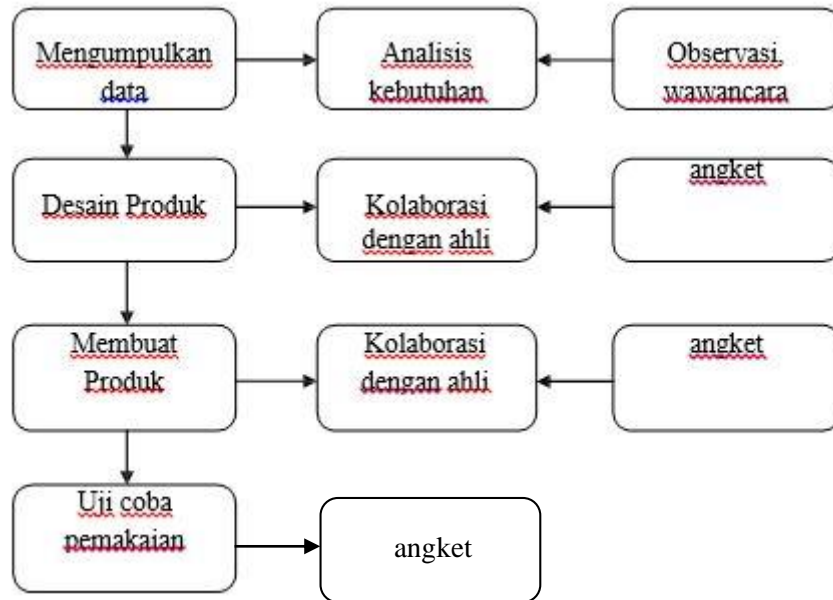 Mengumpulkan
data
Analisis
kebutuhan
Observasi,
wawancara
Desain Produk
Kolaborasi
dengan ahli
angket
Membuat
Produk
Kolaborasi
dengan ahli
angket
Uji coba
pemakaian
angket